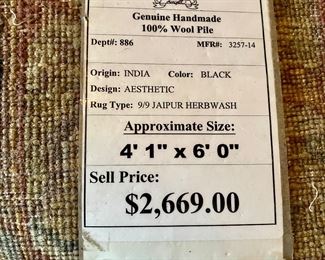 Genuine Handmade
100% Wool Pile
Dept#: 886 MFR#: 3257-14
Origin: INDIA Color: BLACK
Design: AESTHETIC
Rug Type: 9/9 JAIPUR HERBWASH
Approximate Size:
4' 1" x 6' 0"
Sell Price:
$2,669.00